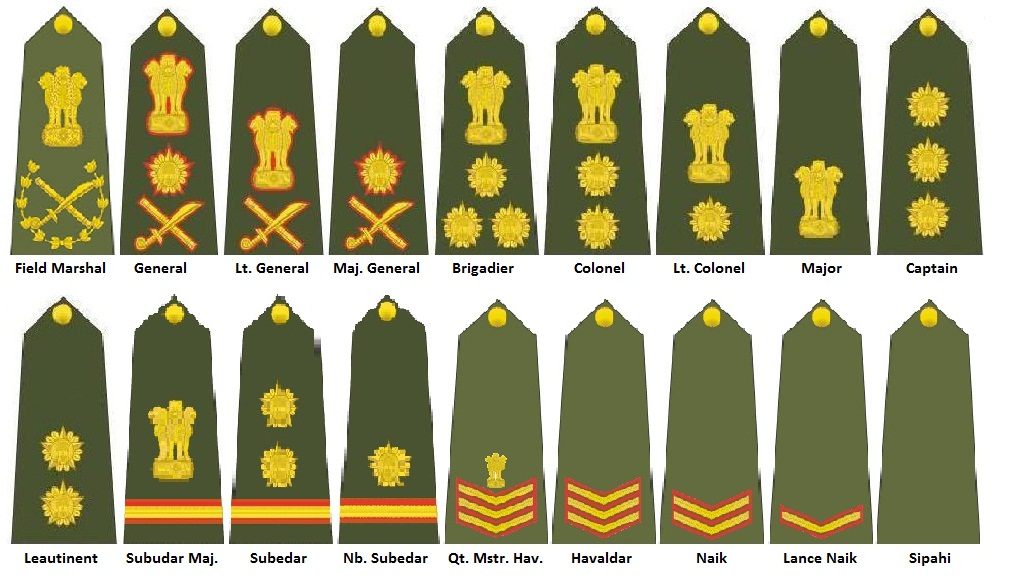 Field Marshal
General
Lt. General
Maj. General
Brigadier
Colonel
Lt. Colonel
Major
Captain
Leautinent
Subudar Maj.
Subedar
Nb. Subedar
Qt. Mstr. Hav.
Havaldar
Naik
Lance Naik
Sipahi